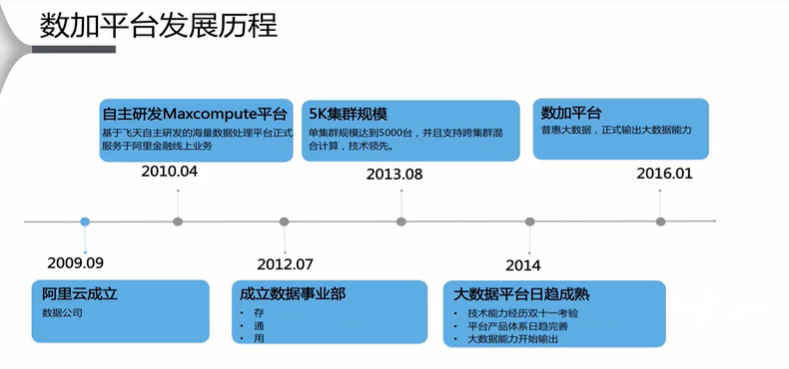 数加平台发展历程
自主研发Maxcompute平台
基于飞天自主研发的海量数据处理平台正式
服务于阿里金融线上业务
2010.04
5K集群规模
单集群规模达到5000台，并且支持跨集群混
合计算，技术领先。
2013.08
数加平台
普惠大数据，正式输出大数据能力
2016.01
2009.09
阿里云成立
数据公司
2012.07
成立数据事业部
• 存
• 通
• 用
2014
大数据平台日趋成熟
• 技术能力经历双十一考验
• 平台产品体系日趋完善
• 大数据能力开始输出